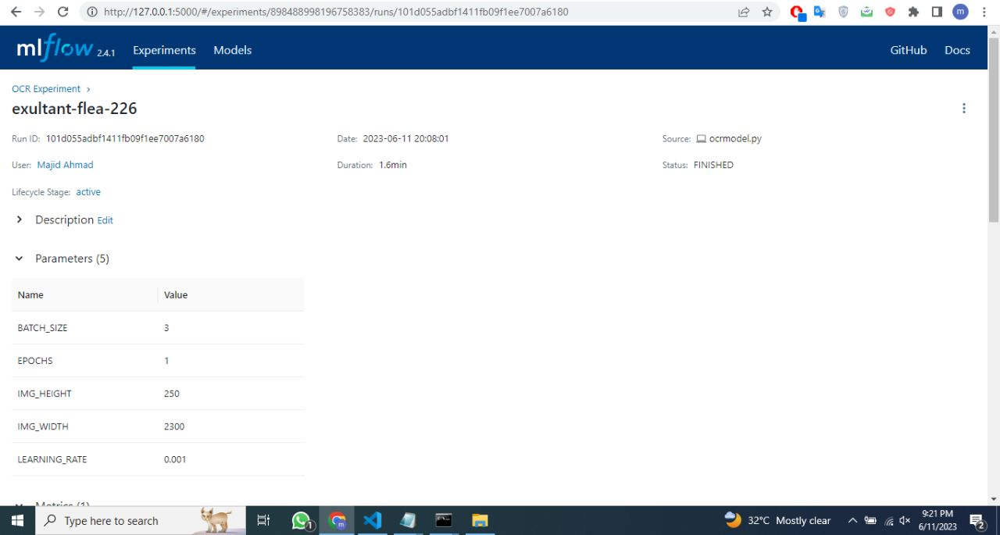 http://127.0.0.1:5000/#/experiments/898488998196758383/runs/101d055adbf1411fb09f1ee7007a6180
mlflow 2.4.1 Experiments Models GitHub Docs
OCR Experiment
exultant-flea-226
Run ID: 101d055adbf1411fb09f1ee7007a6180 Date: 2023-06-11 20:08:01 Source: ocrmodel.py
User: Majid Ahmad Duration: 1.6min Status: FINISHED
Lifecycle Stage: active
Description Edit
Parameters (5)
Name Value
BATCH_SIZE 3
EPOCHS 1
IMG_HEIGHT 250
IMG_WIDTH 2300
LEARNING_RATE 0.001
Metrics (1)
Type here to search 1 m 32°C Mostly clear 9:21 PM
6/11/2023 2